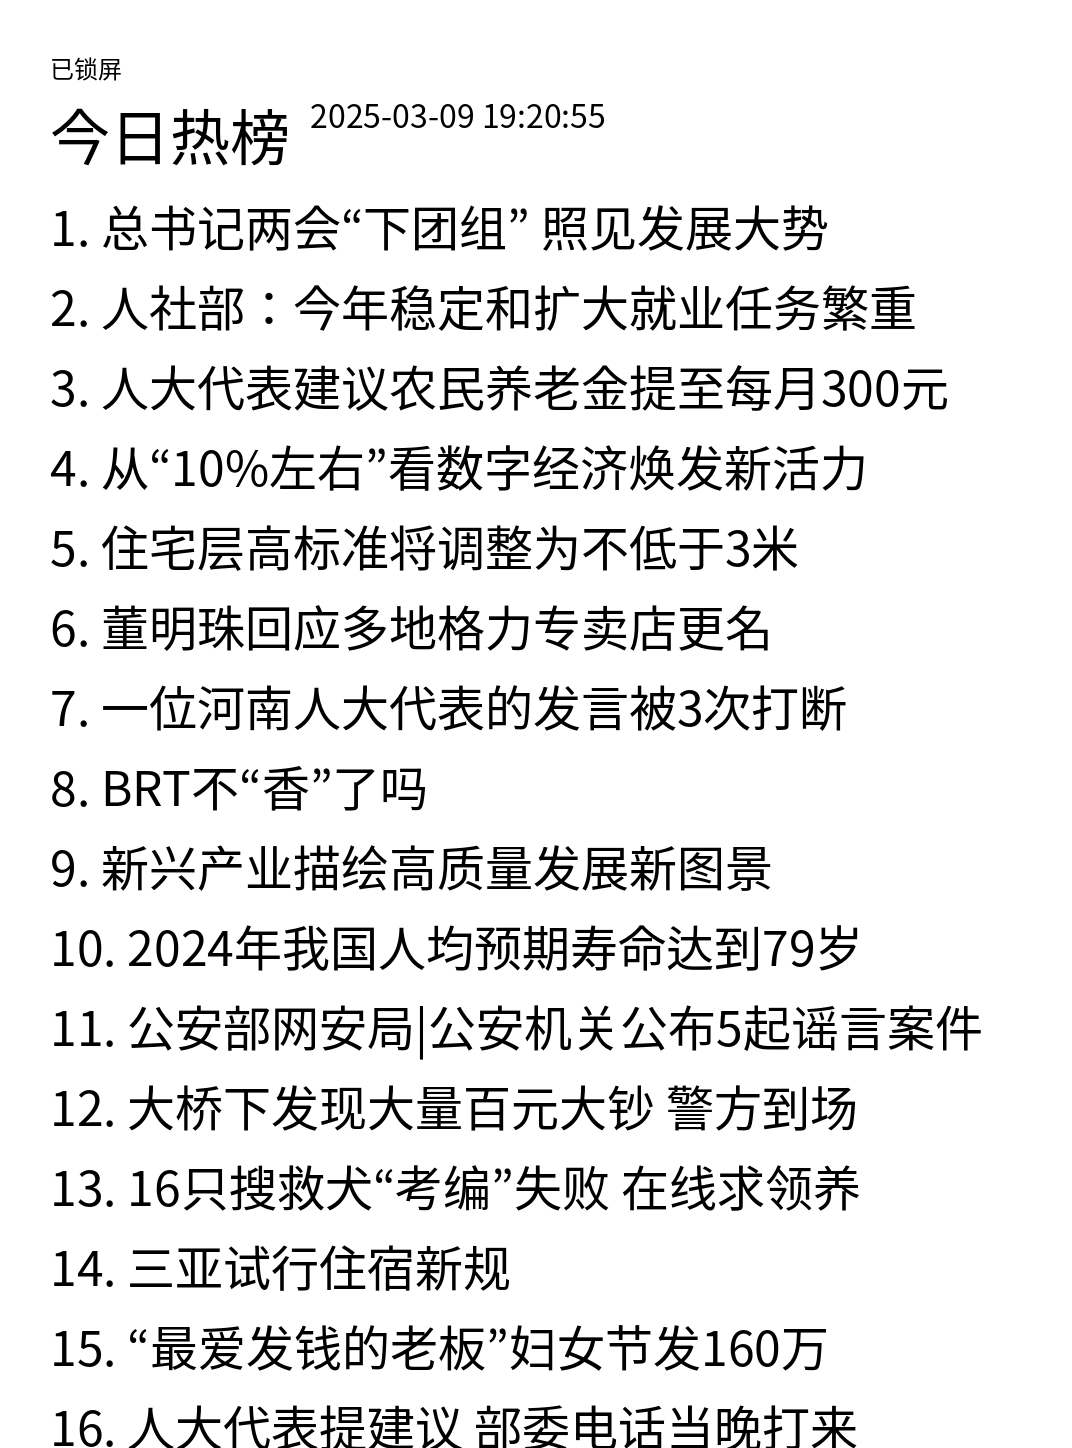 已锁屏
今日热榜 2025-03-09 19:20:55
1. 总书记两会“下团组” 照见发展大势
2. 人社部：今年稳定和扩大就业任务繁重
3. 人大代表建议农民养老金提至每月300元
4. 从“10%左右”看数字经济焕发新活力
5. 住宅层高标准将调整为不低于3米
6. 董明珠回应多地格力专卖店更名
7. 一位河南人大代表的发言被3次打断
8. BRT不“香”了吗
9. 新兴产业描绘高质量发展新图景
10. 2024年我国人均预期寿命达到79岁
11. 公安部网安局|公安机关公布5起谣言案件
12. 大桥下发现大量百元大钞 警方到场
13. 16只搜救犬“考编”失败 在线求领养
14. 三亚试行住宿新规
15. “最爱发钱的老板”妇女节发160万
16. 人大代表提建议 部委电话当晚打来